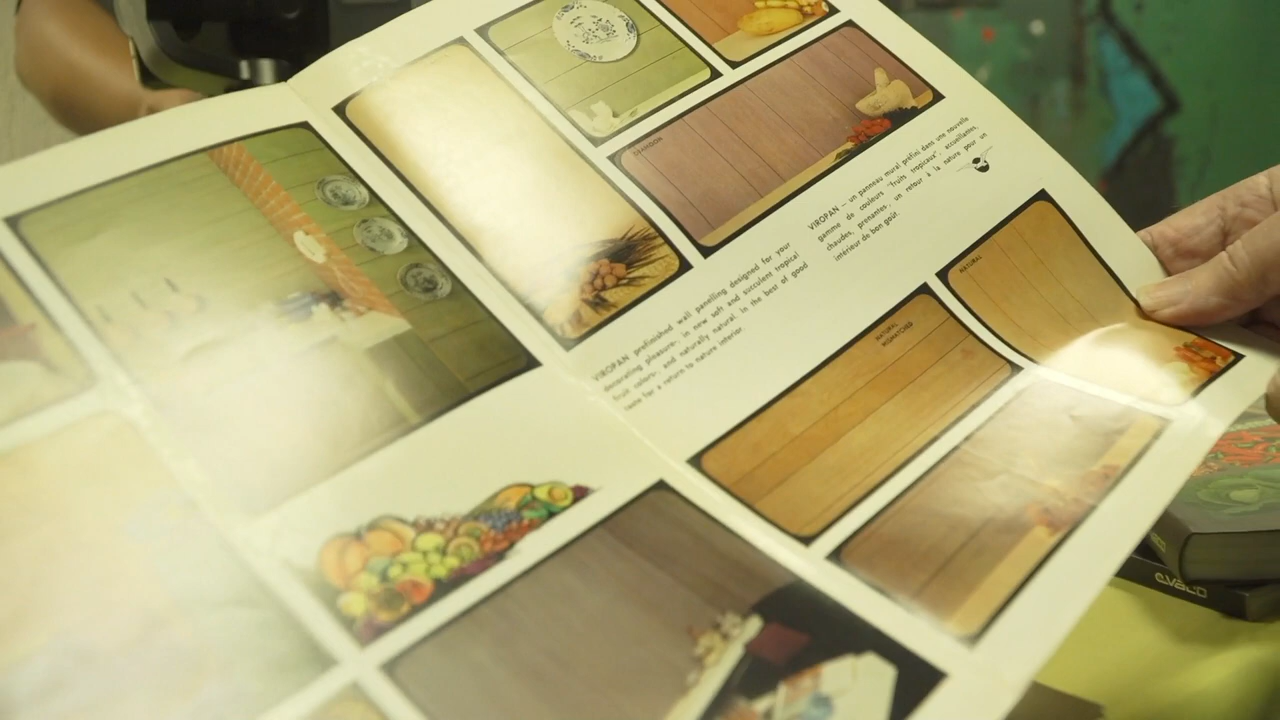 VIROPAN prefinished wall panelling designed for your
decorating pleasure-, in new soft and succulent tropical
fruit colors-, and naturally natural, in the best of good
taste for a return to nature interior.
VIROPAN — un panneau mural préfini dans une nouvelle
gamme de couleurs "fruits tropicaux", accueillantes,
chaudes, prenantes, un retour à la nature pour un
intérieur de bon goût.
NATURAL
NATURAL
MISMATCHED